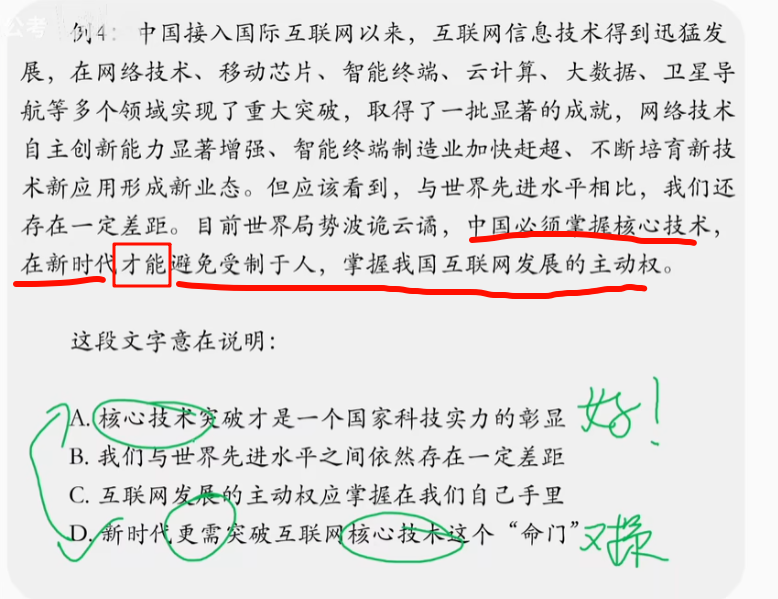 公考
例4：中国接入国际互联网以来，互联网信息技术得到迅猛发
展，在网络技术、移动芯片、智能终端、云计算、大数据、卫星导
航等多个领域实现了重大突破，取得了一批显著的成就，网络技术
自主创新能力显著增强、智能终端制造业加快赶超、不断培育新技
术新应用形成新业态。但应该看到，与世界先进水平相比，我们还
存在一定差距。目前世界局势波诡云谲，中国必须掌握核心技术，
在新时代才能避免受制于人，掌握我国互联网发展的主动权。
这段文字意在说明：
A. 核心技术突破才是一个国家科技实力的彰显 好！
B. 我们与世界先进水平之间依然存在一定差距
C. 互联网发展的主动权应掌握在我们自己手里
D. 新时代更需突破互联网核心技术这个“命门”